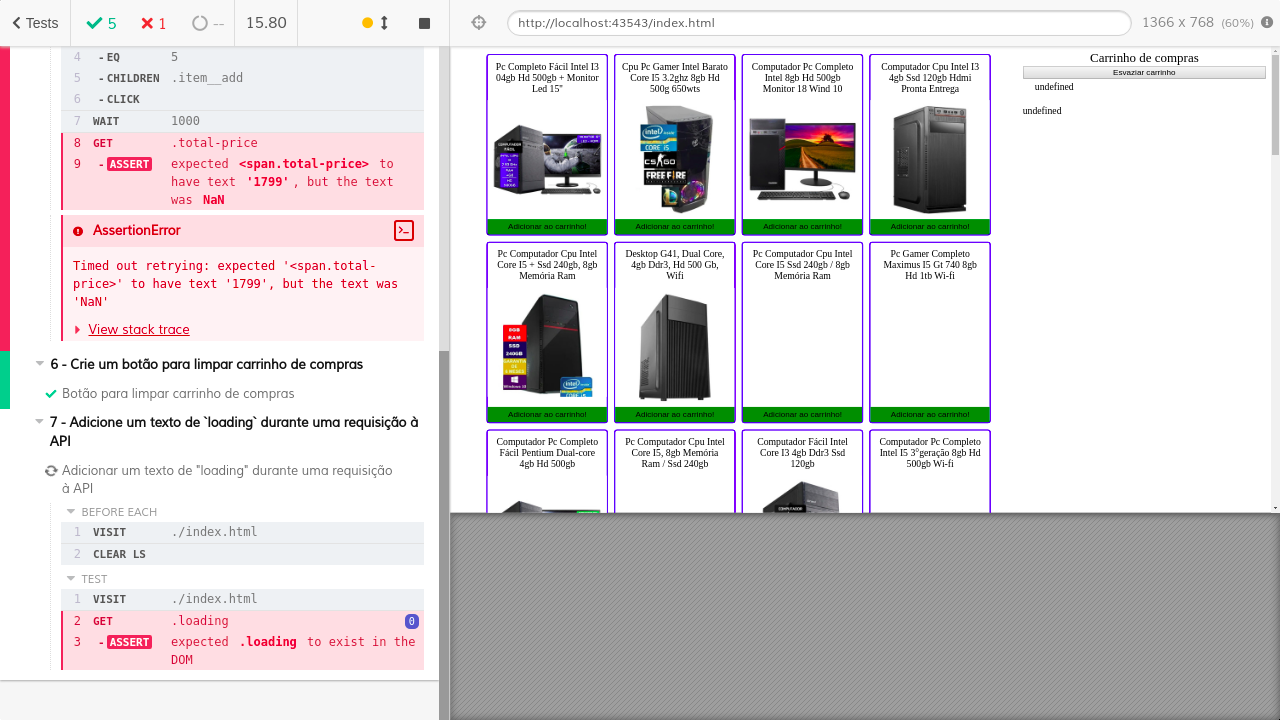 Tests
5
1
--
15.80
http://localhost:43543/index.html
1366 x 768 (60%)
4 - EQ 5
5 - CHILDREN .item__add
6 - CLICK
7 WAIT 1000
8 GET .total-price
9 - ASSERT expected <span.total-price> to
have text '1799', but the text
was NaN
AssertionError
Timed out retrying: expected '<span.total-
price>' to have text '1799', but the text was
'NaN'
View stack trace
6 - Crie um botão para limpar carrinho de compras
Botão para limpar carrinho de compras
7 - Adicione um texto de `loading` durante uma requisição à
API
Adicionar um texto de "loading" durante uma requisição
à API
BEFORE EACH
1 VISIT ./index.html
2 CLEAR LS
TEST
1 VISIT ./index.html
2 GET .loading 0
3 - ASSERT expected .loading to exist in the
DOM
Pc Completo Fácil Intel I3
04gb Hd 500gb + Monitor
Led 15"
Adicionar ao carrinho!
Cpu Pc Gamer Intel Barato
Core I5 3.2ghz 8gb Hd
500g 650wts
intel
CORE i5
CS:GO
FREE FIRE
Adicionar ao carrinho!
Computador Pc Completo
Intel 8gb Hd 500gb
Monitor 18 Wind 10
Adicionar ao carrinho!
Computador Cpu Intel I3
4gb Ssd 120gb Hdmi
Pronta Entrega
Adicionar ao carrinho!
Pc Computador Cpu Intel
Core I5 + Ssd 240gb, 8gb
Memória Ram
8GB
RAM
SSD
240GB
Adicionar ao carrinho!
Desktop G41, Dual Core,
4gb Ddr3, Hd 500 Gb,
Wifi
Adicionar ao carrinho!
Pc Computador Cpu Intel
Core I5 Ssd 240gb / 8gb
Memória Ram
Adicionar ao carrinho!
Pc Gamer Completo
Maximus I5 Gt 740 8gb
Hd 1tb Wi-fi
Adicionar ao carrinho!
Computador Pc Completo
Fácil Pentium Dual-core
4gb Hd 500gb
Pc Computador Cpu Intel
Core I5, 8gb Memória
Ram / Ssd 240gb
Computador Fácil Intel
Core I3 4gb Ddr3 Ssd
120gb
Computador Pc Completo
Intel I5 3°geração 8gb Hd
500gb Wi-fi
Carrinho de compras
Esvaziar carrinho
undefined
undefined